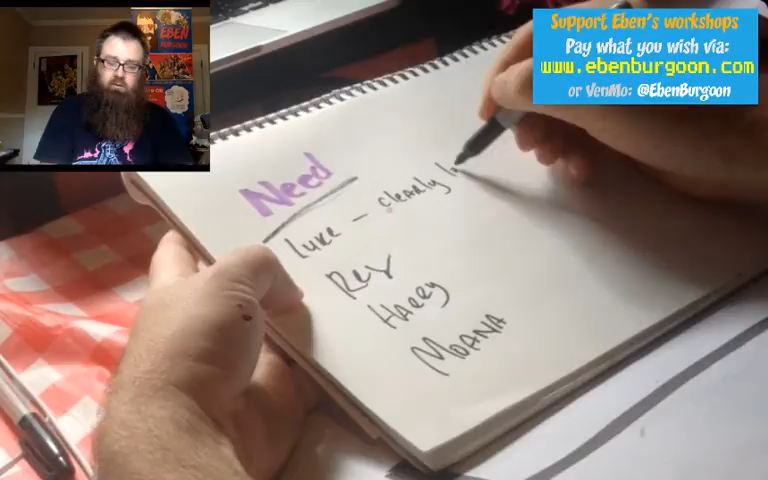 Support Eben's workshops
Pay what you wish via:
www.ebenburgoon.com
or VenMo: @EbenBurgoon
EBEN
Need
Luke - clearly
Rey
Harry
Moana